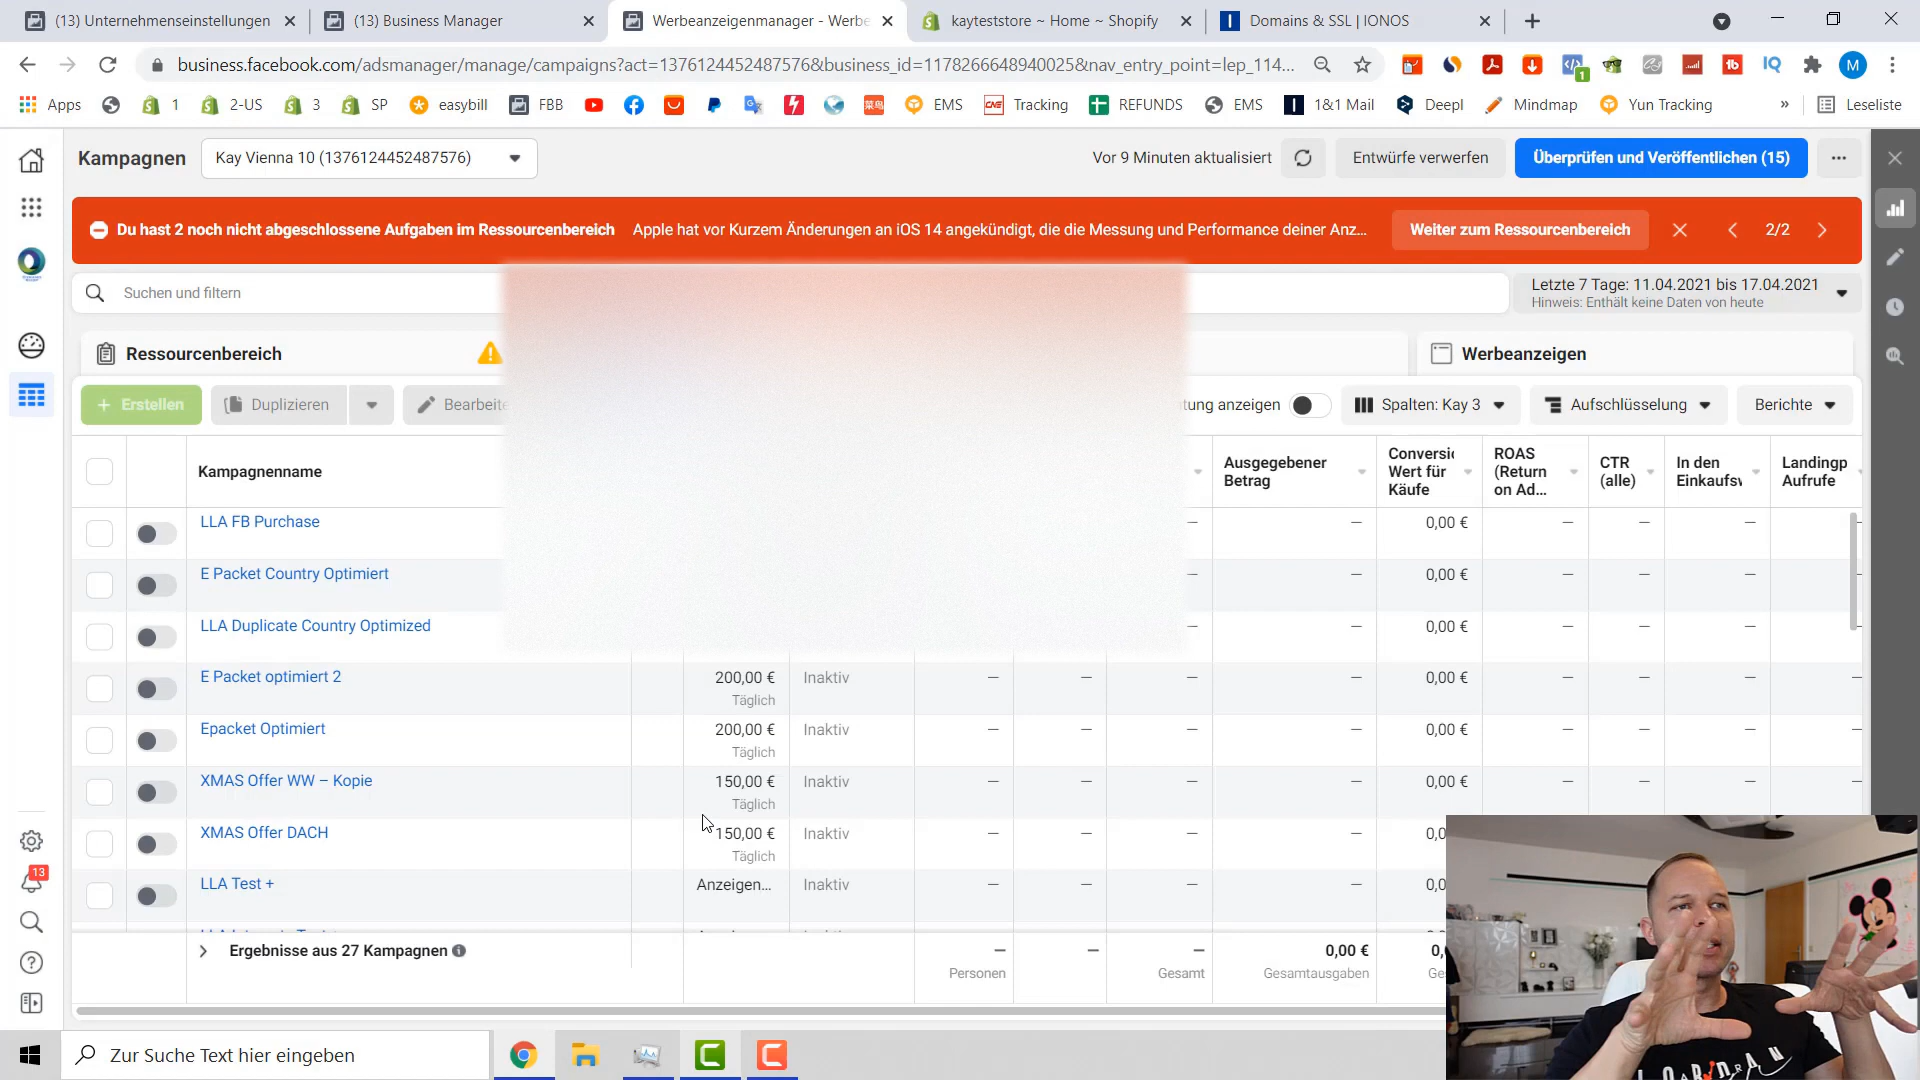 (13) Unternehmenseinstellungen
(13) Business Manager
Werbeanzeigenmanager - Werbe
kayteststore ~ Home ~ Shopify
Domains & SSL | IONOS
business.facebook.com/adsmanager/manage/campaigns?act=1376124452487576&business_id=1178266648940025&nav_entry_point=lep_114...
1
M
Apps
1
2-US
3
SP
easybill
FBB
EMS
Tracking
REFUNDS
EMS
1&1 Mail
Deepl
Mindmap
Yun Tracking
»
Leseliste
Kampagnen
Kay Vienna 10 (1376124452487576)
Vor 9 Minuten aktualisiert
Entwürfe verwerfen
Überprüfen und Veröffentlichen (15)
Du hast 2 noch nicht abgeschlossene Aufgaben im Ressourcenbereich
Apple hat vor Kurzem Änderungen an iOS 14 angekündigt, die die Messung und Performance deiner Anz...
Weiter zum Ressourcenbereich
2/2
Suchen und filtern
Letzte 7 Tage: 11.04.2021 bis 17.04.2021
Hinweis: Enthält keine Daten von heute
Ressourcenbereich
Werbeanzeigen
+ Erstellen
Duplizieren
Bearbeite
tung anzeigen
Spalten: Kay 3
Aufschlüsselung
Berichte
Kampagnenname
Ausgegebener
Betrag
Conversic
Wert für
Käufe
ROAS
(Return
on Ad...
CTR
(alle)
In den
Einkaufsv
Landingp
Aufrufe
LLA FB Purchase
— — 0,00 € — — — —
E Packet Country Optimiert
— — 0,00 € — — — —
LLA Duplicate Country Optimized
— — 0,00 € — — — —
E Packet optimiert 2
200,00 €
Täglich
Inaktiv
— — — — 0,00 € — — — —
Epacket Optimiert
200,00 €
Täglich
Inaktiv
— — — — 0,00 € — — — —
XMAS Offer WW – Kopie
150,00 €
Täglich
Inaktiv
— — — — 0,00 € — — — —
XMAS Offer DACH
150,00 €
Täglich
Inaktiv
— — — — 0,0
LLA Test +
Anzeigen...
Inaktiv
— — — — 0,0
13
Ergebnisse aus 27 Kampagnen
—
Personen
—
—
Gesamt
0,00 €
Gesamtausgaben
0,
Ge
Zur Suche Text hier eingeben